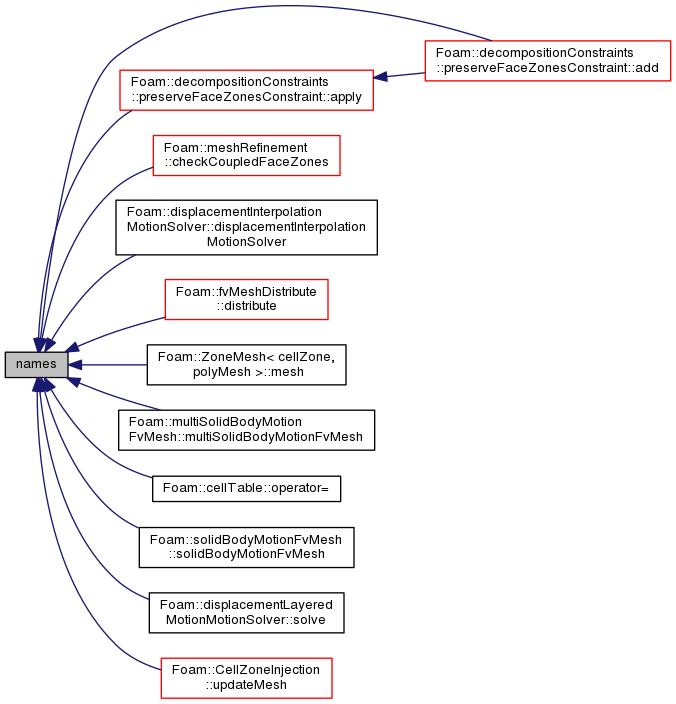 Foam::decompositionConstraints
::preserveFaceZonesConstraint::add
Foam::decompositionConstraints
::preserveFaceZonesConstraint::apply
Foam::meshRefinement
::checkCoupledFaceZones
Foam::displacementInterpolation
MotionSolver::displacementInterpolation
MotionSolver
Foam::fvMeshDistribute
::distribute
names
Foam::ZoneMesh< cellZone,
polyMesh >::mesh
Foam::multiSolidBodyMotion
FvMesh::multiSolidBodyMotionFvMesh
Foam::cellTable::operator=
Foam::solidBodyMotionFvMesh
::solidBodyMotionFvMesh
Foam::displacementLayered
MotionMotionSolver::solve
Foam::CellZoneInjection
::updateMesh